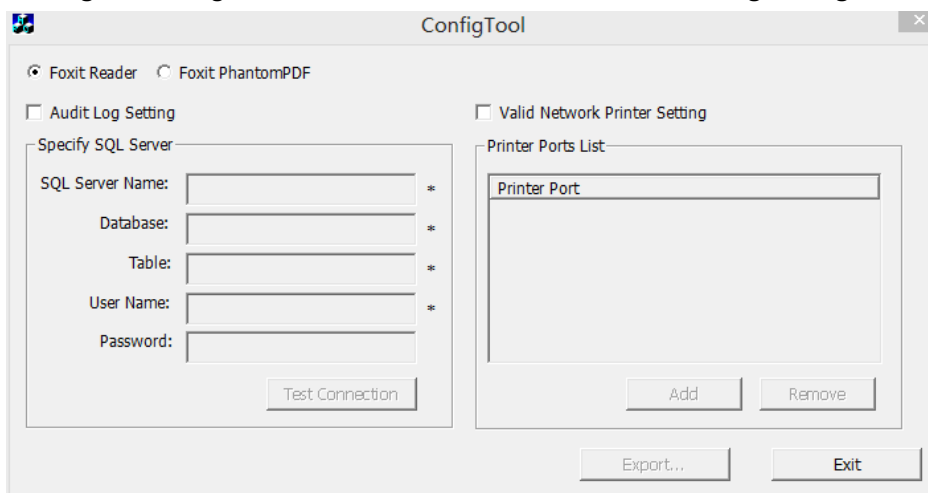 ConfigTool
Foxit Reader Foxit PhantomPDF
Audit Log Setting
Valid Network Printer Setting
Specify SQL Server
SQL Server Name: *
Database: *
Table: *
User Name: *
Password:
Test Connection
Printer Ports List
Printer Port
Add Remove
Export... Exit